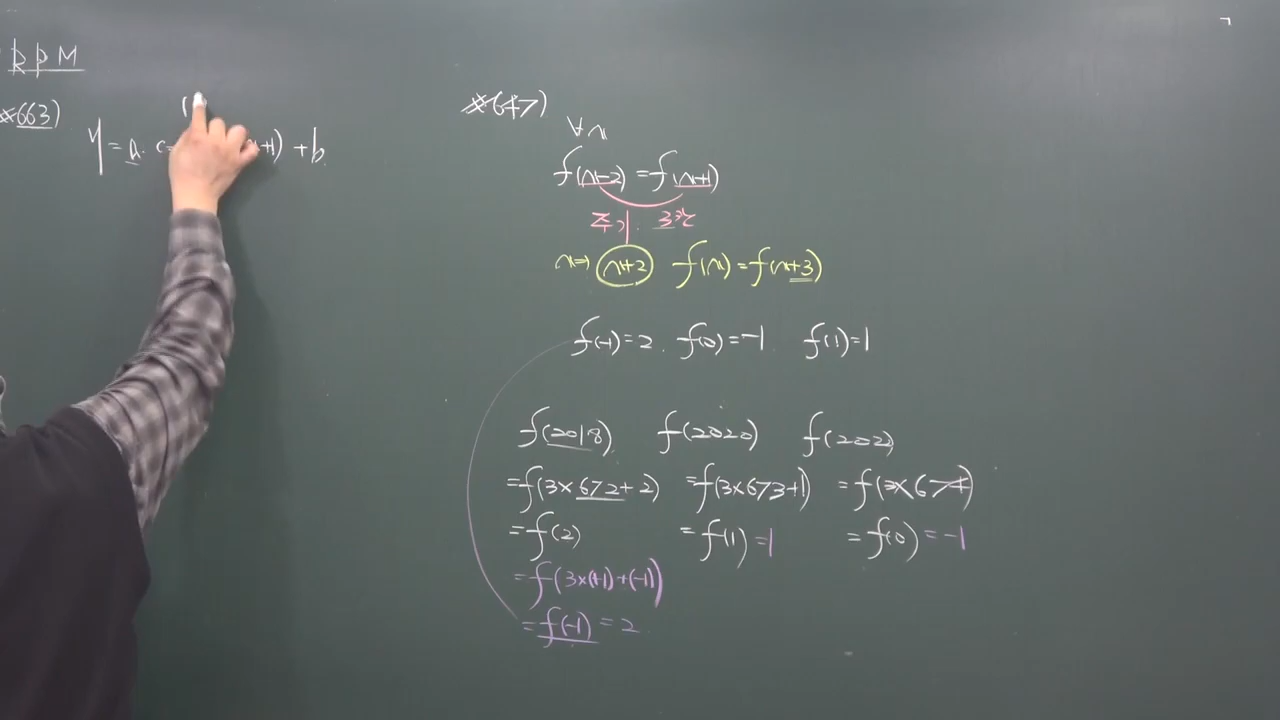 RPM
*663)
y = a. c
+1) + b.
*647)
∀x
f(x-2) = f(x+1)
주기. 3
x⇒ x+2 f(x) = f(x+3)
f(-1)=2. f(0)=-1 f(1)=1
f(2018) f(2020) f(2022)
=f(3×672+2) =f(3×673+1) =f(3×674)
=f(2) =f(1)=1 =f(0)=-1
=f(3×(+1)+(-1))
=f(-1)=2.